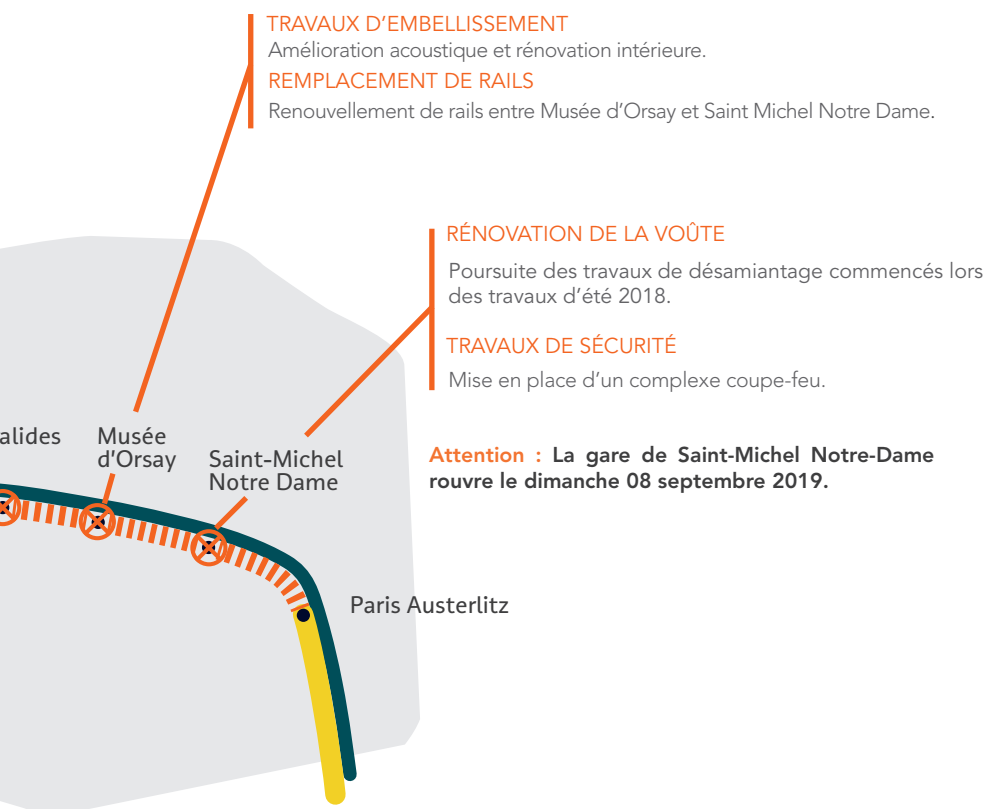 TRAVAUX D’EMBELLISSEMENT
Amélioration acoustique et rénovation intérieure.
REMPLACEMENT DE RAILS
Renouvellement de rails entre Musée d’Orsay et Saint Michel Notre Dame.
RÉNOVATION DE LA VOÛTE
Poursuite des travaux de désamiantage commencés lors
des travaux d’été 2018.
TRAVAUX DE SÉCURITÉ
Mise en place d’un complexe coupe-feu.
Attention : La gare de Saint-Michel Notre-Dame
rouvre le dimanche 08 septembre 2019.
alides
Musée
d'Orsay
Saint-Michel
Notre Dame
Paris Austerlitz